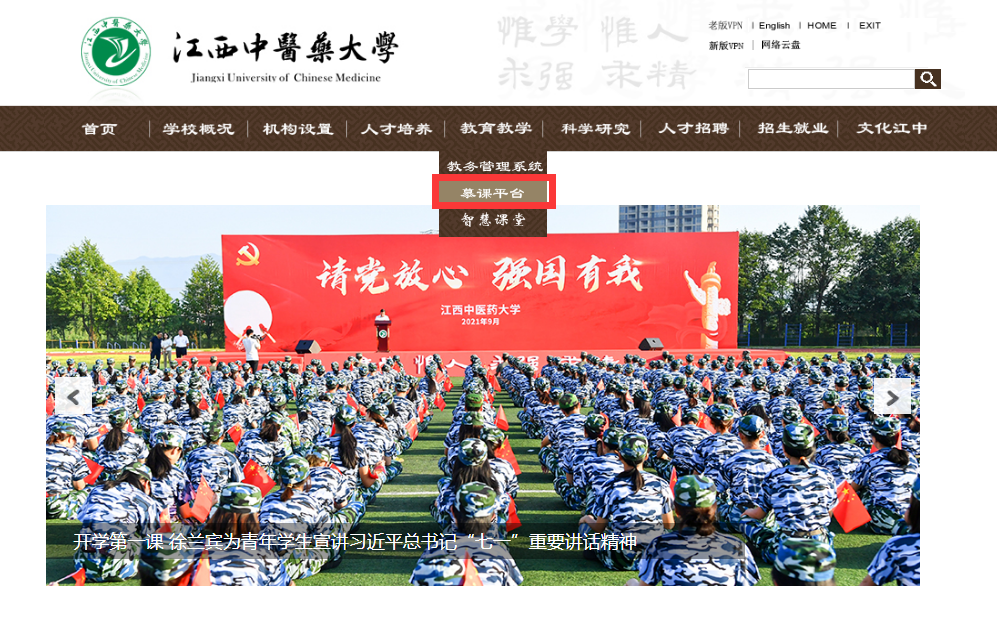 江西中醫藥大學
Jiangxi University of Chinese Medicine
惟學 惟人
求强 求精
老版VPN | English | HOME | EXIT
新版VPN | 网络云盘
首页 学校概况 机构设置 人才培养 教育教学 科学研究 人才招聘 招生就业 文化江中
教务管理系统
慕课平台
智慧课堂
请党放心 强国有我
江西中医药大学
2021年9月
惟人 求强 求精
开学第一课 徐兰宾为青年学生宣讲习近平总书记“七一”重要讲话精神